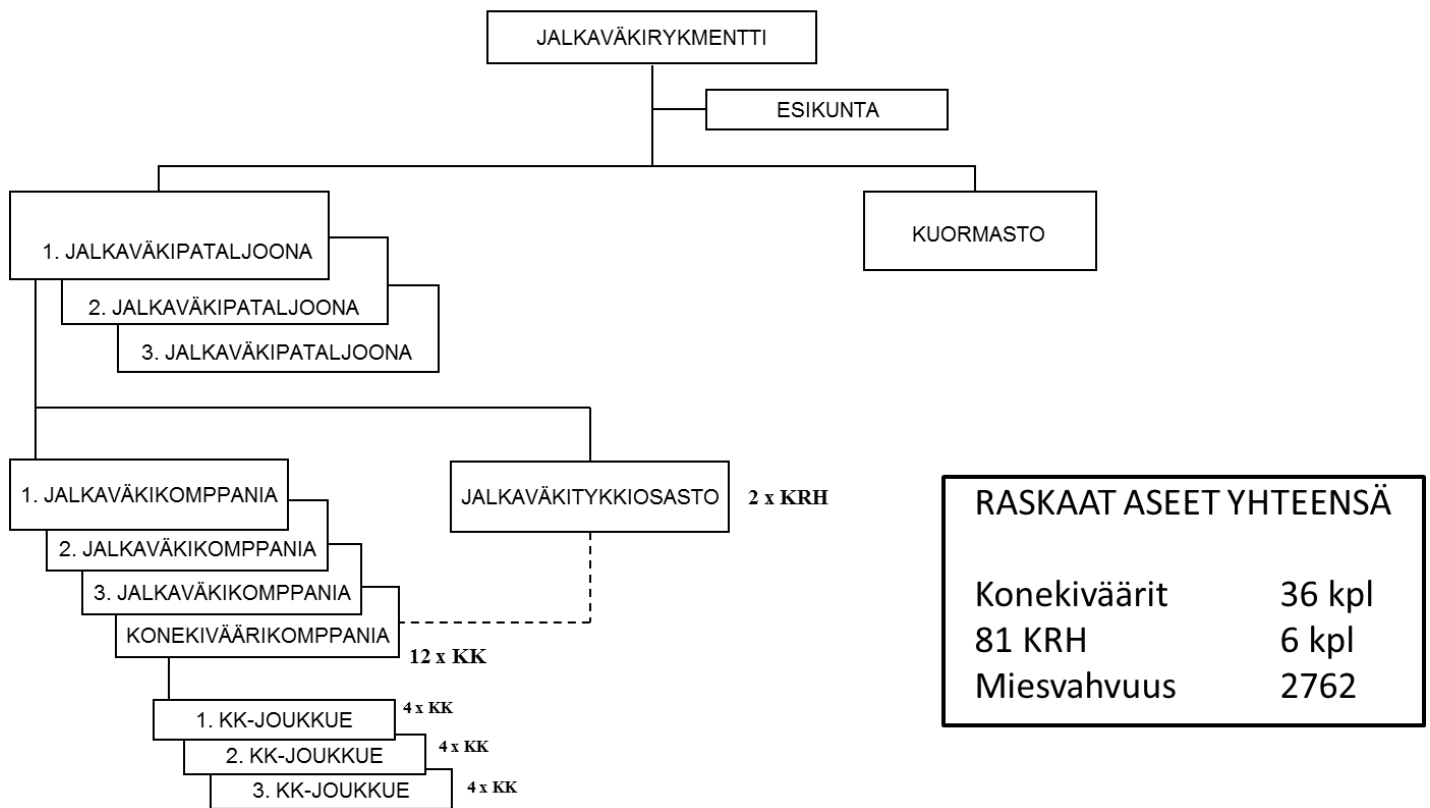 JALKAVÄKIRYKMENTTI
ESIKUNTA
1. JALKAVÄKIPATALJOONA
2. JALKAVÄKIPATALJOONA
3. JALKAVÄKIPATALJOONA
KUORMASTO
1. JALKAVÄKIKOMPPANIA
2. JALKAVÄKIKOMPPANIA
3. JALKAVÄKIKOMPPANIA
KONEKIVÄÄRIKOMPPANIA
12 x KK
JALKAVÄKITYKKIOSASTO
2 x KRH
1. KK-JOUKKUE
4 x KK
2. KK-JOUKKUE
4 x KK
3. KK-JOUKKUE
4 x KK
RASKAAT ASEET YHTEENSÄ
Konekiväärit 36 kpl
81 KRH 6 kpl
Miesvahvuus 2762